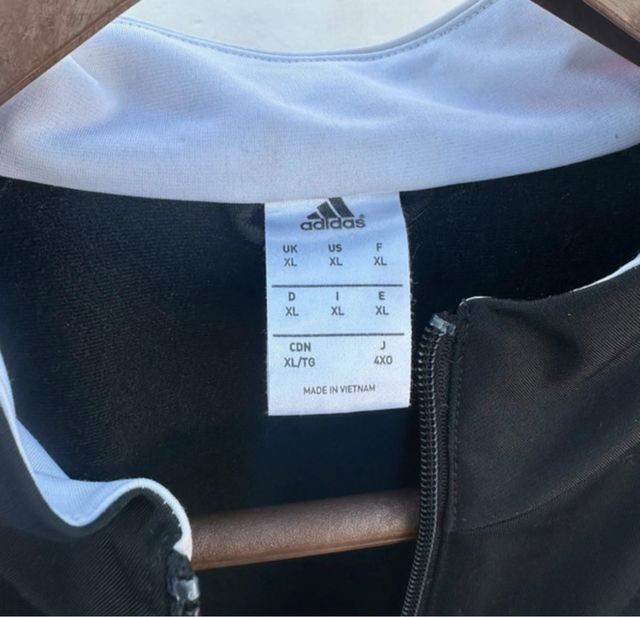 adidas®
UK US F
XL XL XL
D I E
XL XL XL
CDN J
XL/TG 4XO
MADE IN VIETNAM